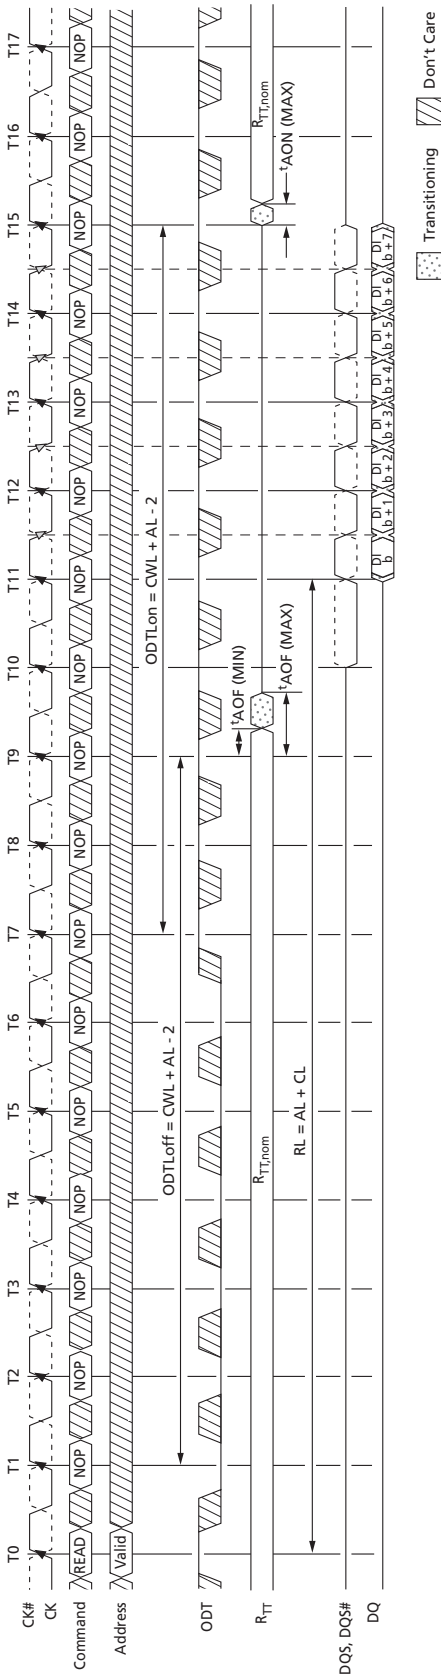 T0 T1 T2 T3 T4 T5 T6 T7 T8 T9 T10 T11 T12 T13 T14 T15 T16 T17
CK#
CK
Command READ NOP NOP NOP NOP NOP NOP NOP NOP NOP NOP NOP NOP NOP NOP NOP NOP NOP
Address Valid
ODTLon = CWL + AL - 2
ODTLoff = CWL + AL - 2
ODT
tAOF (MIN)
RTT RTT,nom RTT,nom
tAOF (MAX) tAON (MAX)
RL = AL + CL
DQS, DQS#
DQ DI b DI b + 1 DI b + 2 DI b + 3 DI b + 4 DI b + 5 DI b + 6 DI b + 7
Transitioning Don't Care